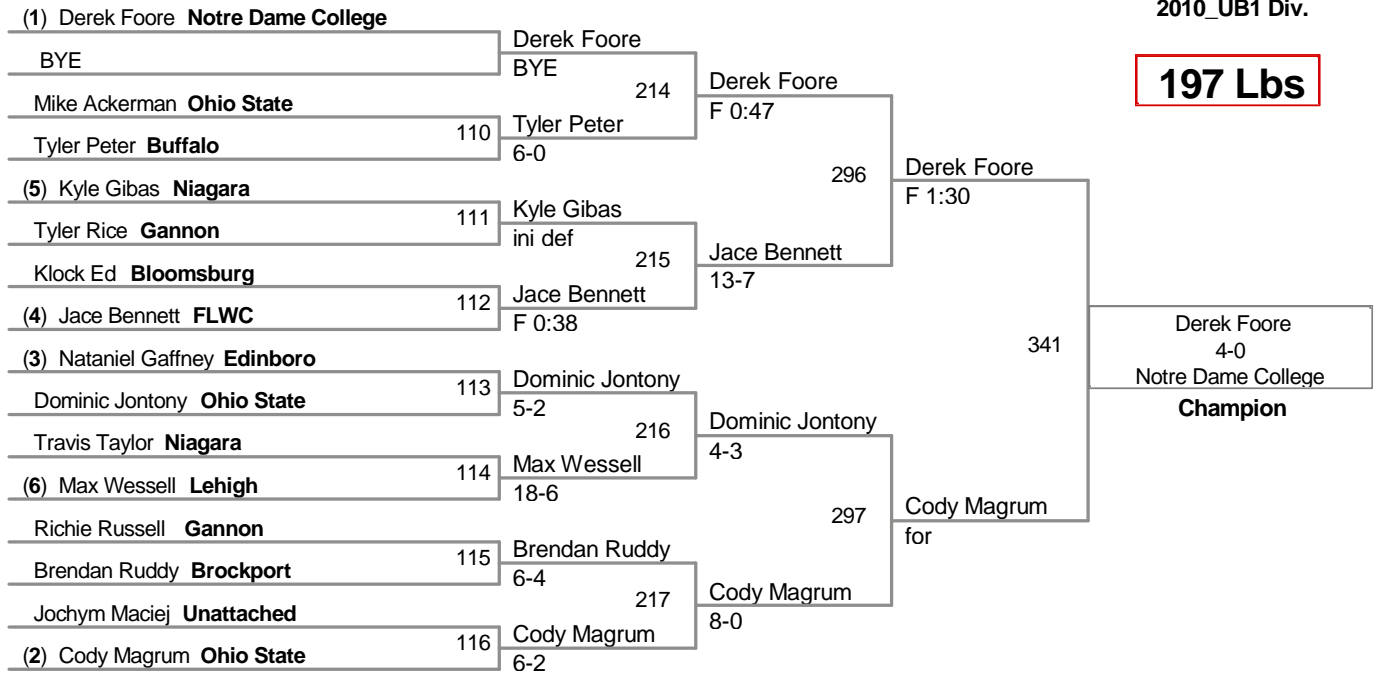 2010_UB1 Div.
197 Lbs
(1) Derek Foore Notre Dame College
BYE
Mike Ackerman Ohio State
Tyler Peter Buffalo
(5) Kyle Gibas Niagara
Tyler Rice Gannon
Klock Ed Bloomsburg
(4) Jace Bennett FLWC
(3) Nataniel Gaffney Edinboro
Dominic Jontony Ohio State
Travis Taylor Niagara
(6) Max Wessell Lehigh
Richie Russell Gannon
Brendan Ruddy Brockport
Jochym Maciej Unattached
(2) Cody Magrum Ohio State
110
111
112
113
114
115
116
Derek Foore
BYE
Tyler Peter
6-0
Kyle Gibas
ini def
Jace Bennett
F 0:38
Dominic Jontony
5-2
Max Wessell
18-6
Brendan Ruddy
6-4
Cody Magrum
6-2
214
215
216
217
Derek Foore
F 0:47
Jace Bennett
13-7
Dominic Jontony
4-3
Cody Magrum
8-0
296
297
Derek Foore
F 1:30
Cody Magrum
for
341
Derek Foore
4-0
Notre Dame College
Champion